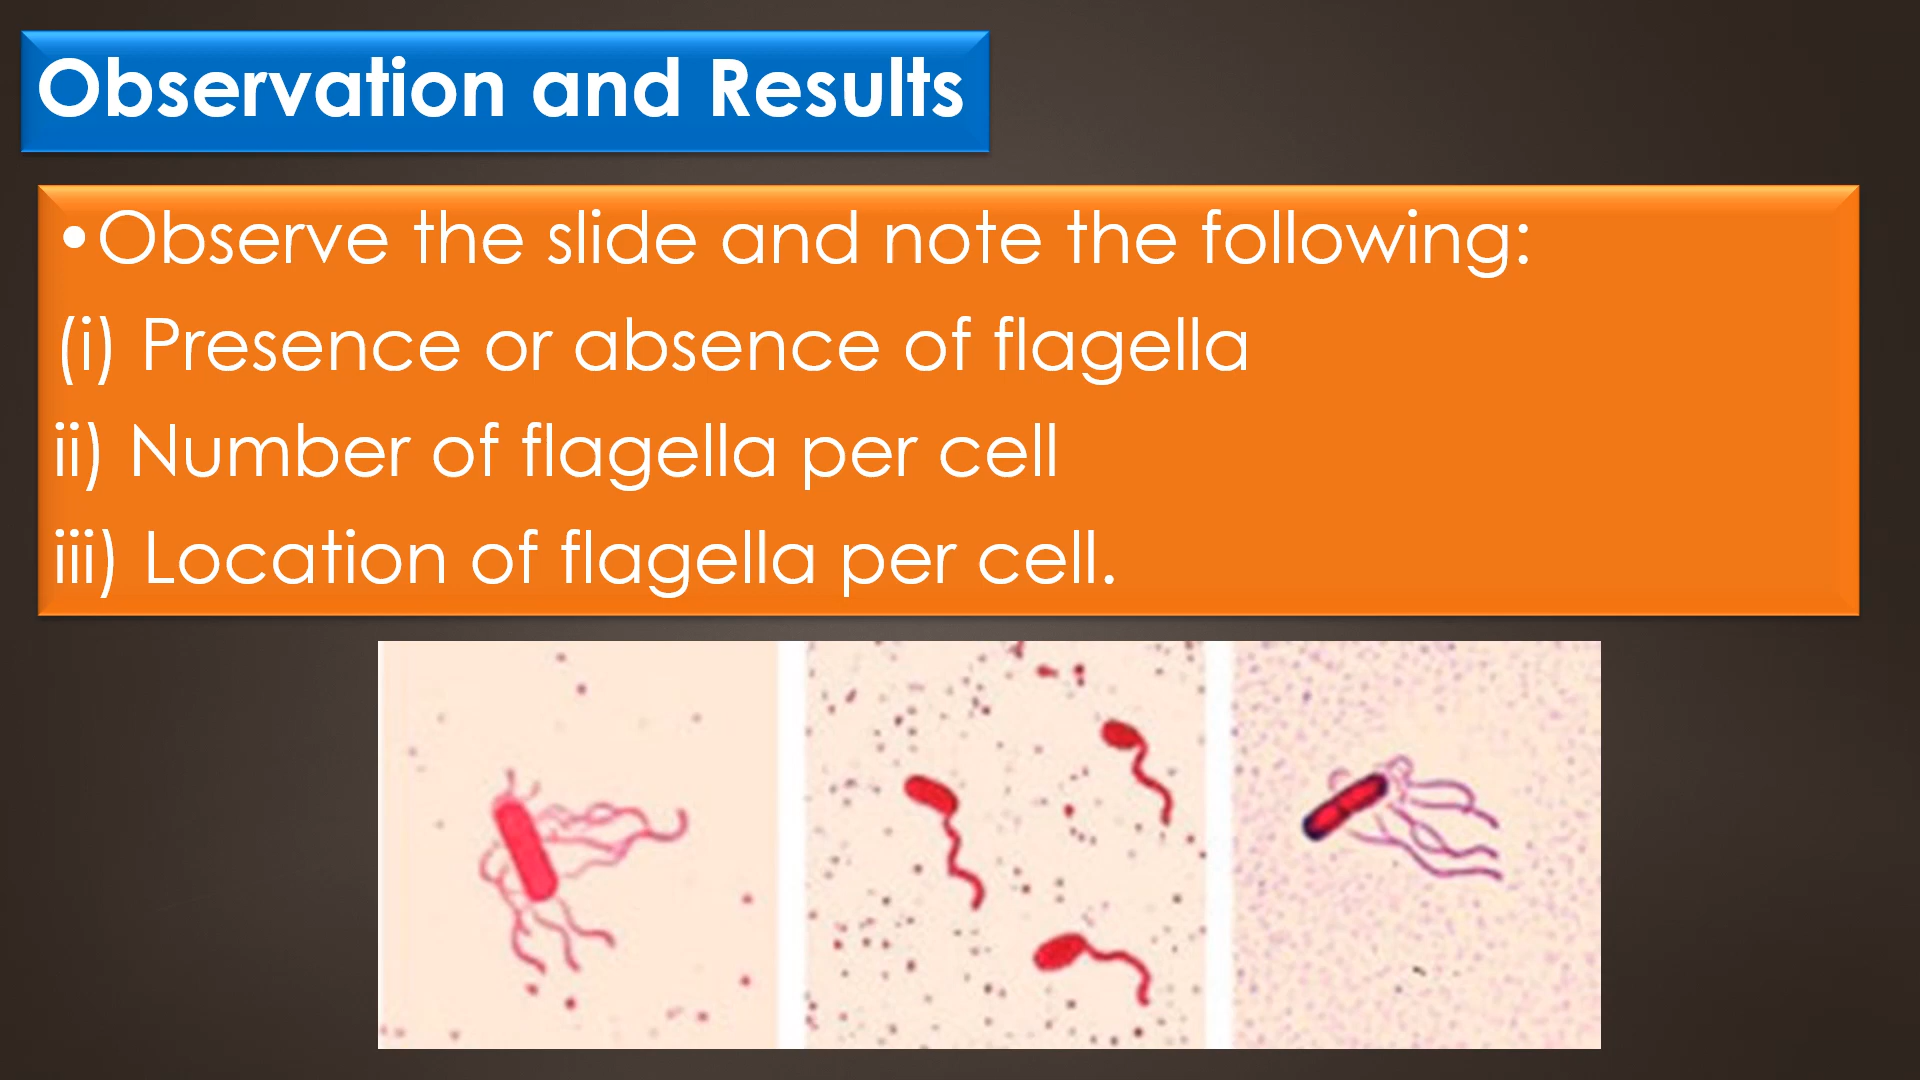 Observation and Results
•Observe the slide and note the following:
(i) Presence or absence of flagella
ii) Number of flagella per cell
iii) Location of flagella per cell.